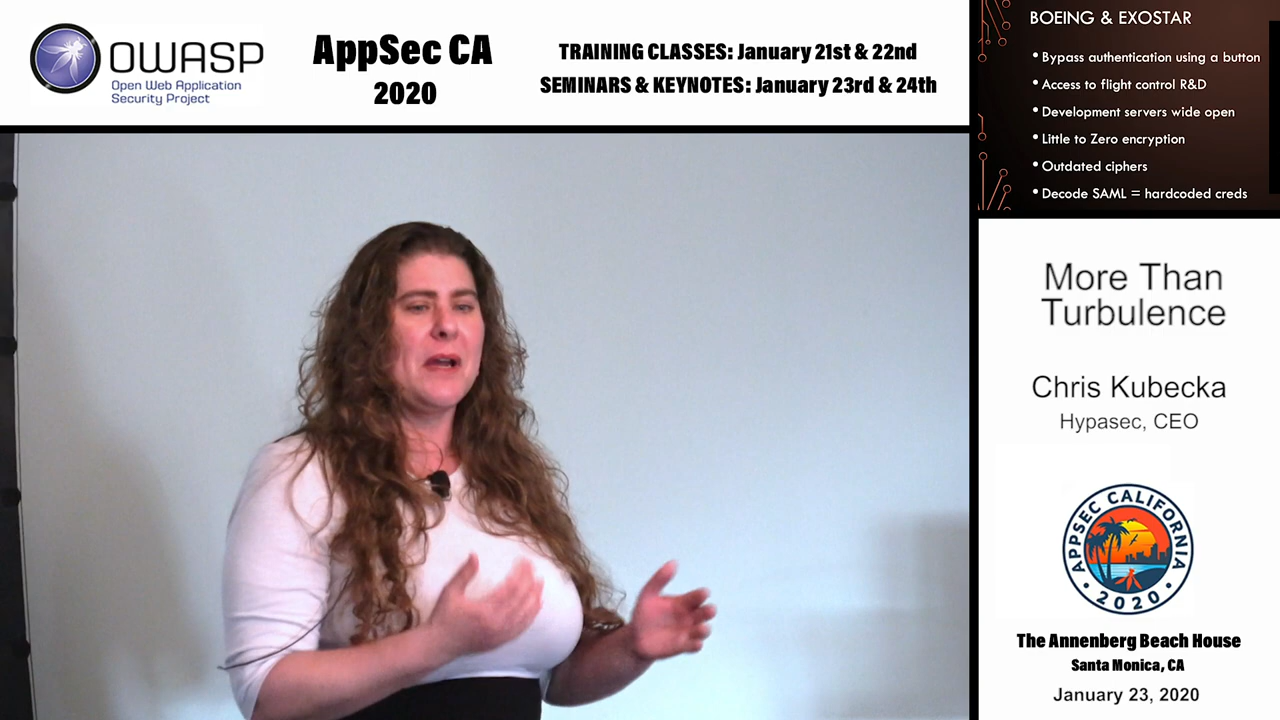 OWASP
Open Web Application
Security Project
AppSec CA
2020
TRAINING CLASSES: January 21st & 22nd
SEMINARS & KEYNOTES: January 23rd & 24th
BOEING & EXOSTAR
• Bypass authentication using a button
• Access to flight control R&D
• Development servers wide open
• Little to Zero encryption
• Outdated ciphers
• Decode SAML = hardcoded creds
More Than
Turbulence
Chris Kubecka
Hypasec, CEO
APPSEC CALIFORNIA
• 2020 •
The Annenberg Beach House
Santa Monica, CA
January 23, 2020